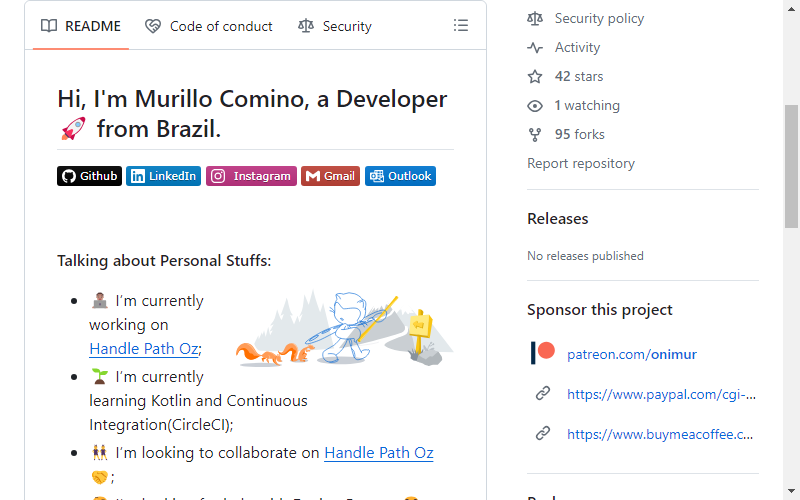 README
Code of conduct
Security
Hi, I'm Murillo Comino, a Developer
🚀 from Brazil.
Github
LinkedIn
Instagram
Gmail
Outlook
Talking about Personal Stuffs:
I'm currently
working on
Handle Path Oz;
I'm currently
learning Kotlin and Continuous
Integration(CircleCI);
I'm looking to collaborate on Handle Path Oz
🤝;
Security policy
Activity
42 stars
1 watching
95 forks
Report repository
Releases
No releases published
Sponsor this project
patreon.com/onimur
https://www.paypal.com/cgi-...
https://www.buymeacoffee.c...